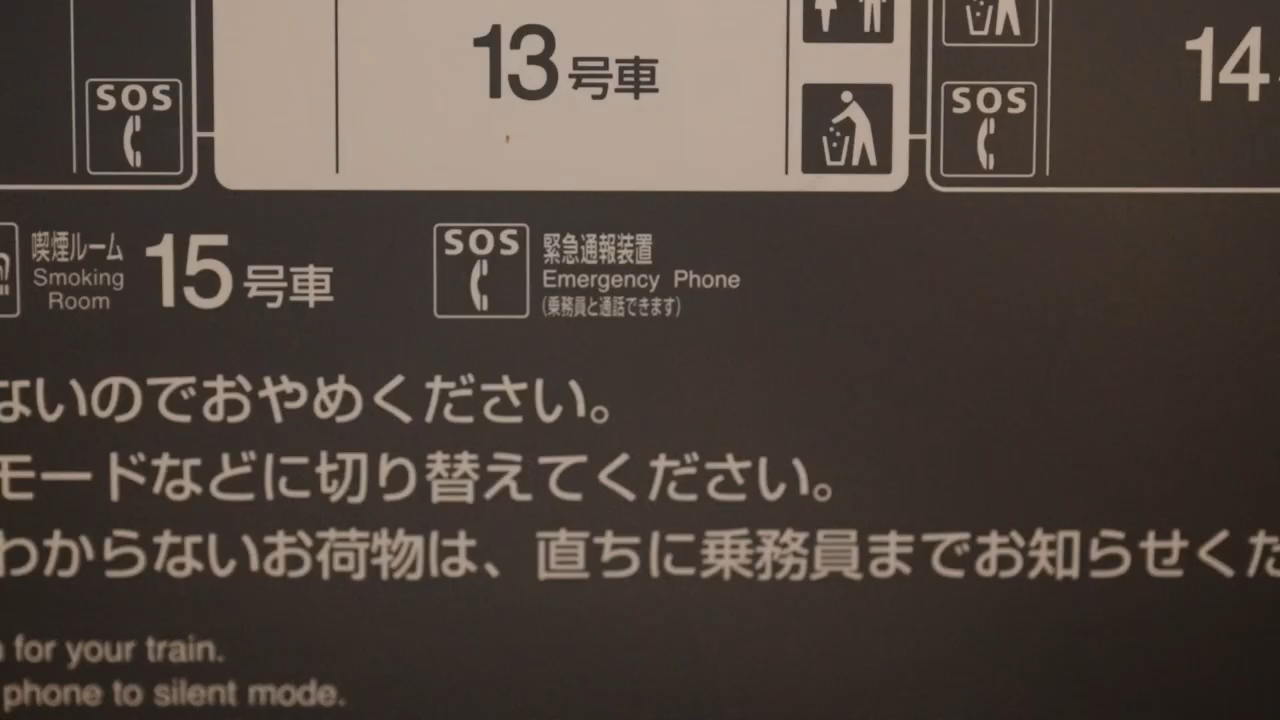 SOS
13号車
SOS
14
喫煙ルーム
Smoking
Room
15号車
SOS
緊急通報装置
Emergency Phone
(乗務員と通話できます)
ないのでおやめください。
モードなどに切り替えてください。
わからないお荷物は、直ちに乗務員までお知らせくだ
for your train.
phone to silent mode.